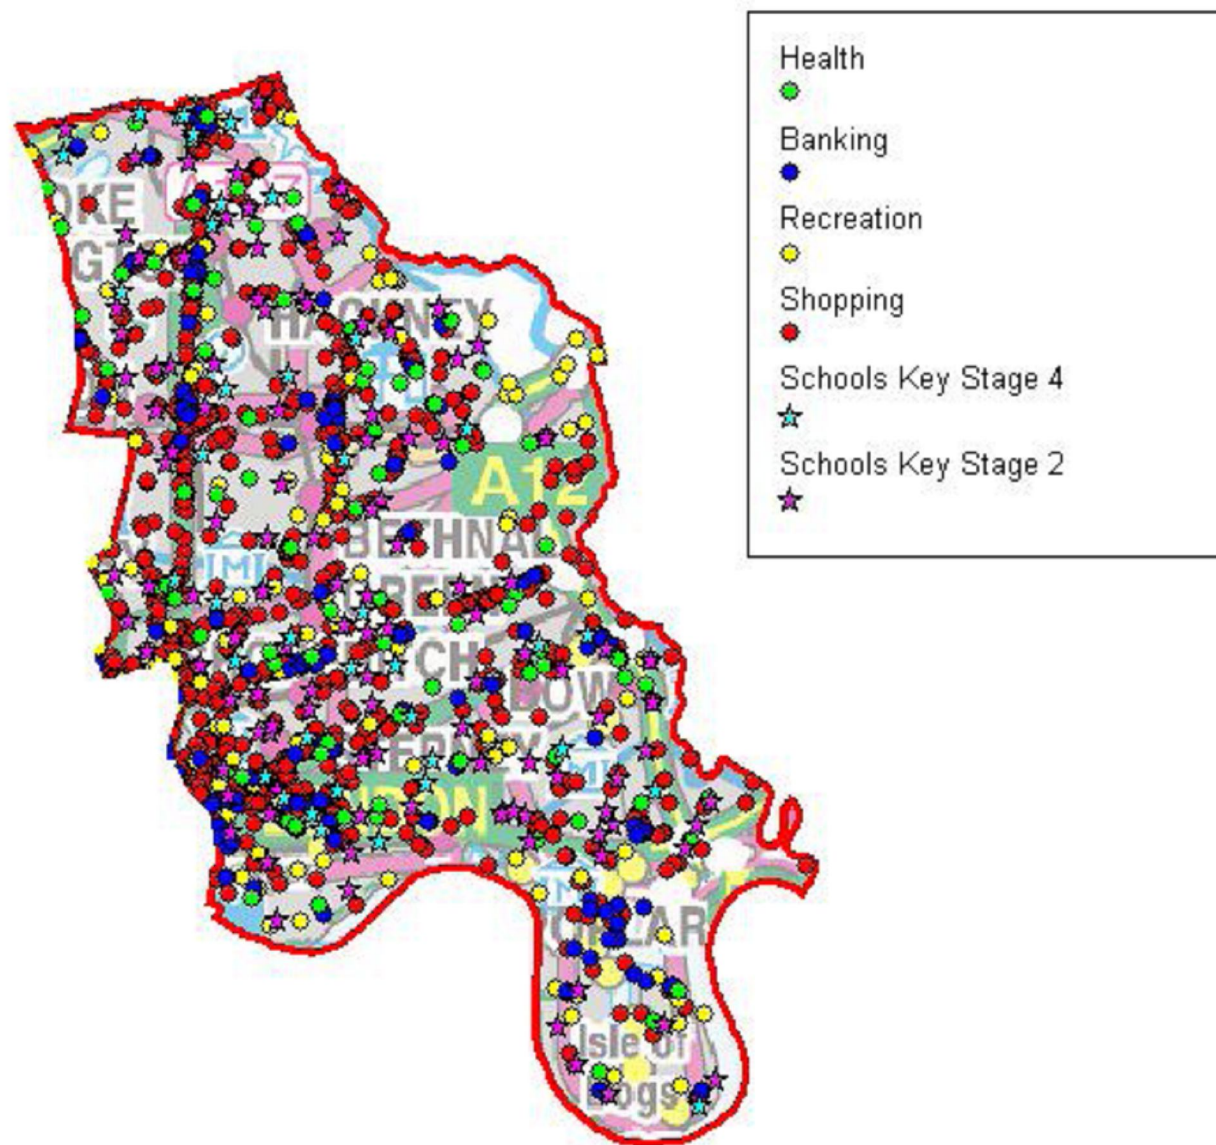 Health
Banking
Recreation
Shopping
Schools Key Stage 4
Schools Key Stage 2
OKE
HACKNEY
A12
BETHNAL
GREEN
BOW
Isle of
Dogs